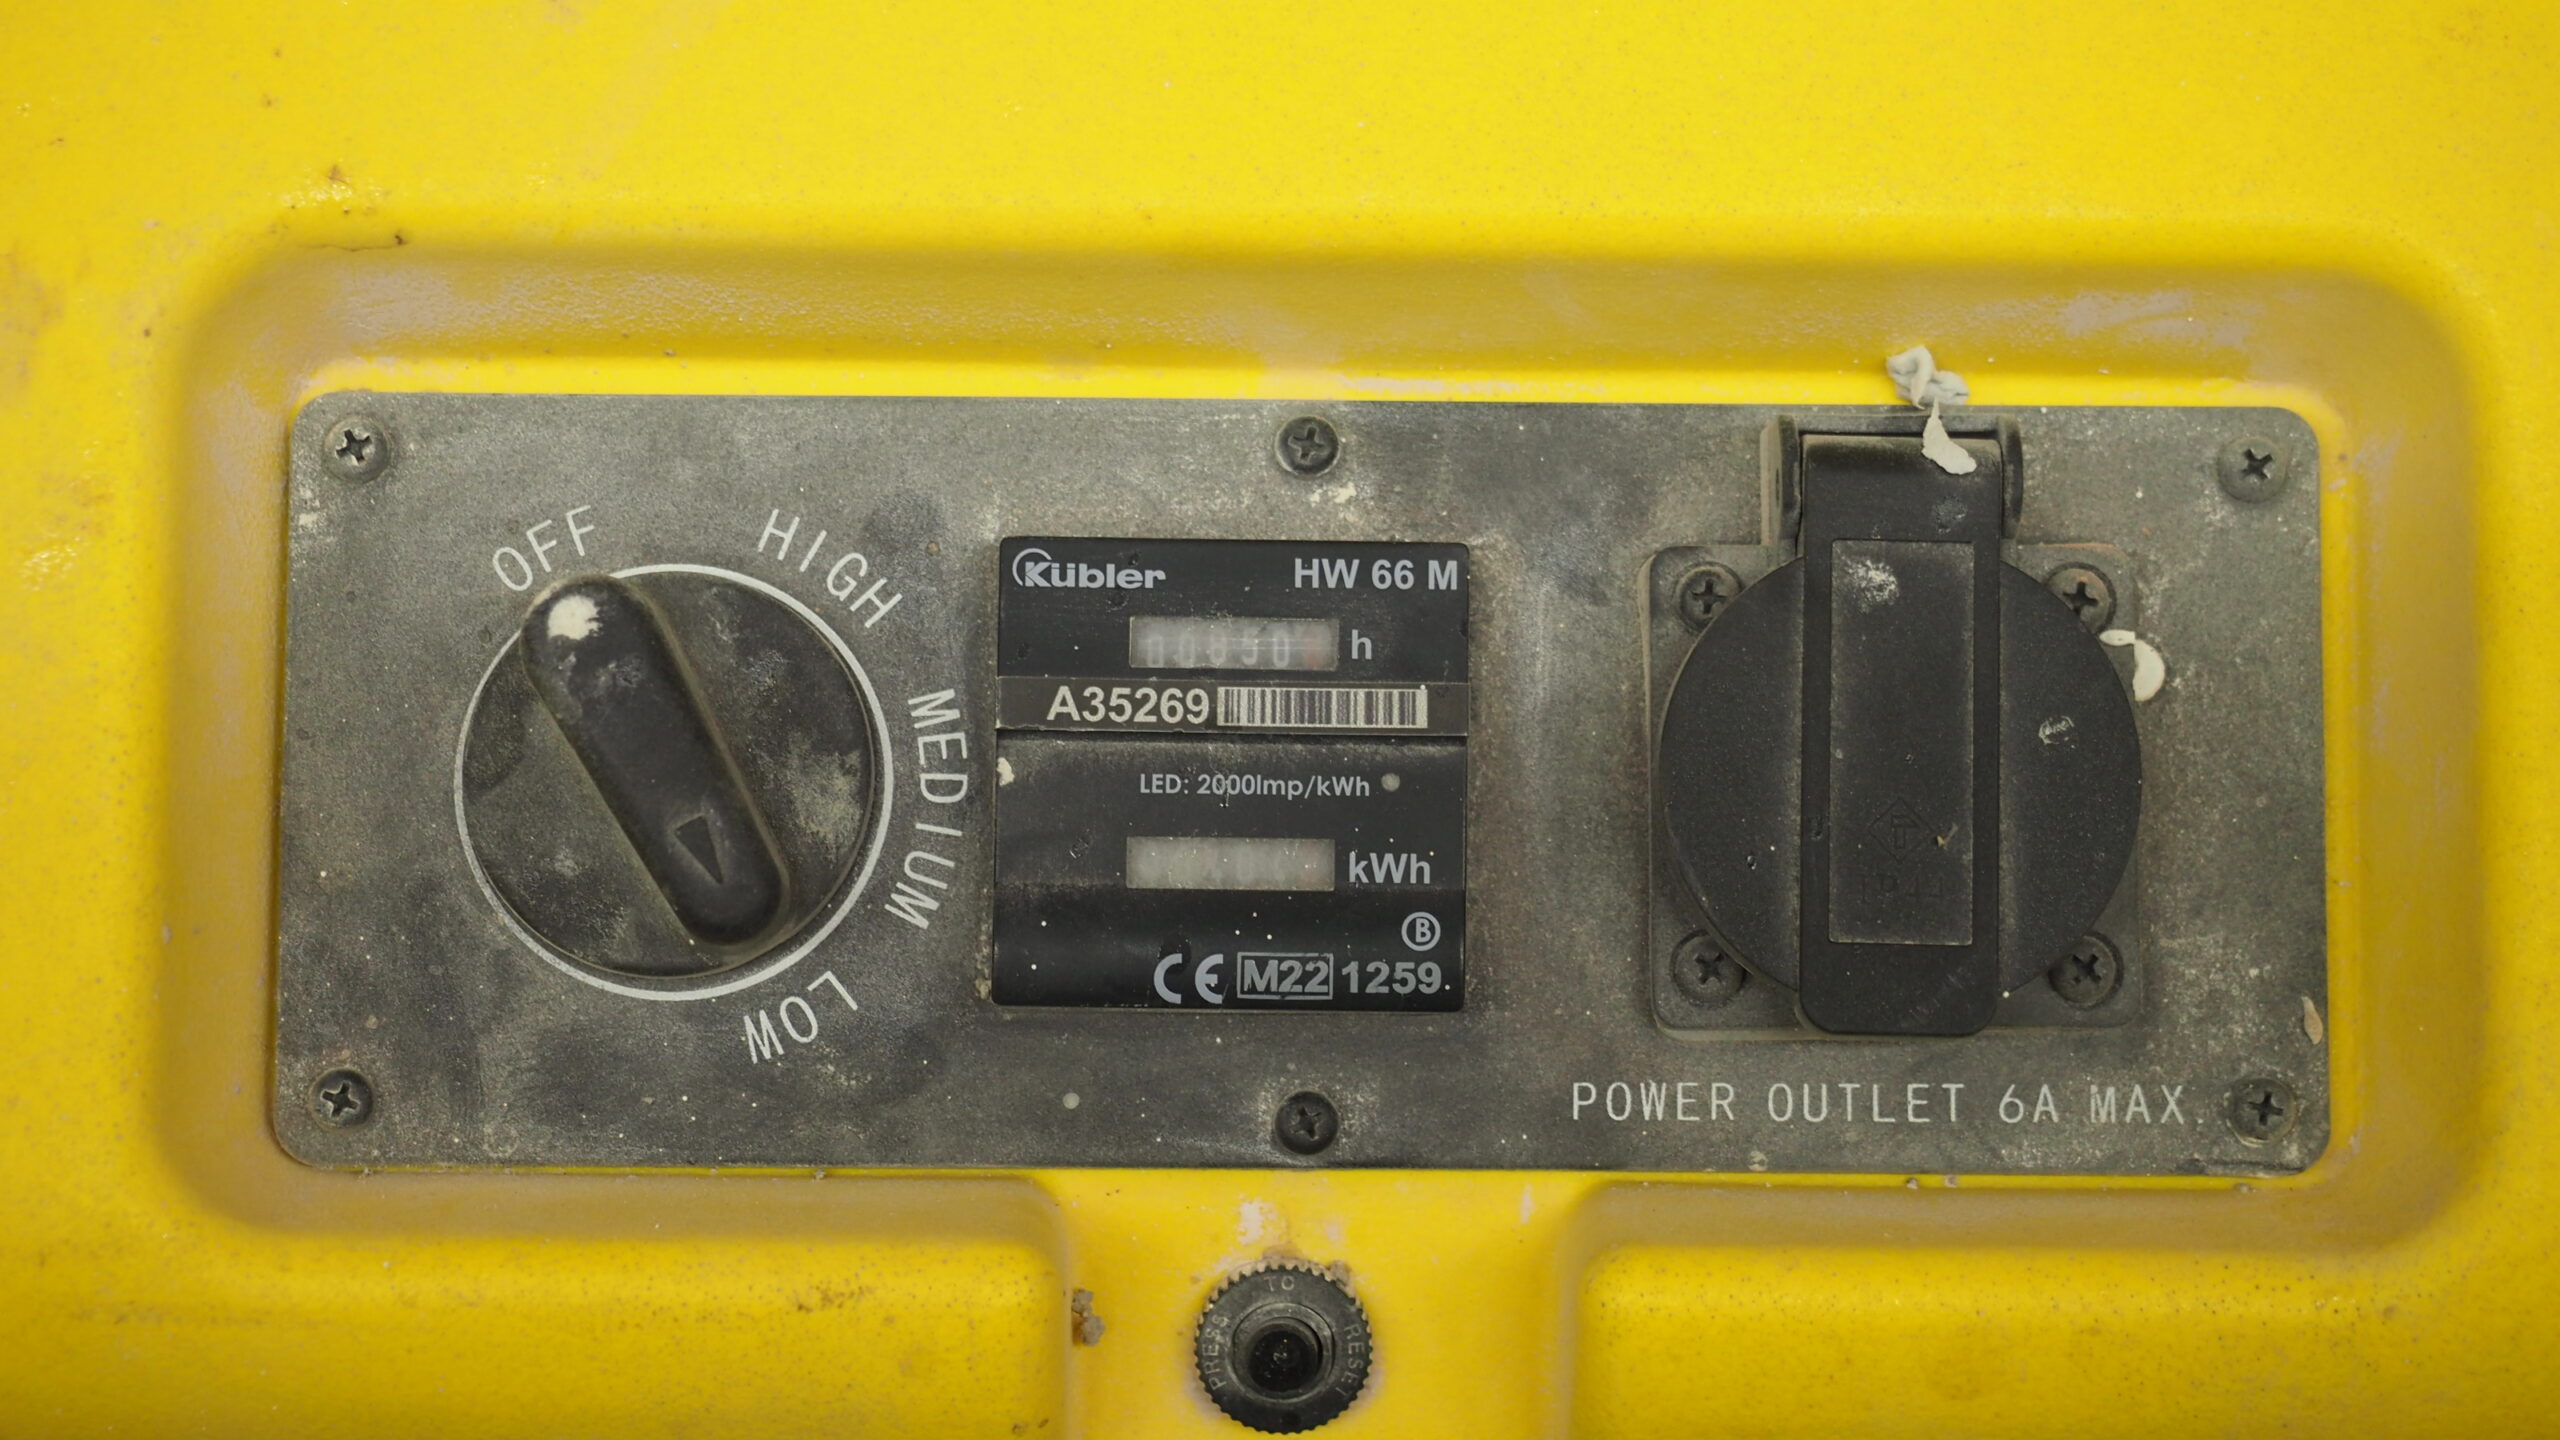 OFF
HIGH
MEDIUM
LOW
Kübler HW 66 M
h
A35269
LED: 2000Imp/kWh
kWh
B
CE M22 1259
IP44
POWER OUTLET 6A MAX.
PRESS TO RESET